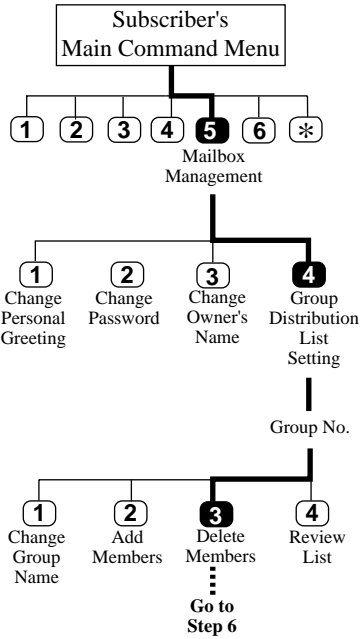 Subscriber's
Main Command Menu
1 2 3 4 5 6 *
Mailbox
Management
1 2 3 4
Change
Personal
Greeting
Change
Password
Change
Owner's
Name
Group
Distribution
List
Setting
Group No.
1 2 3 4
Change
Group
Name
Add
Members
Delete
Members
Review
List
Go to
Step 6